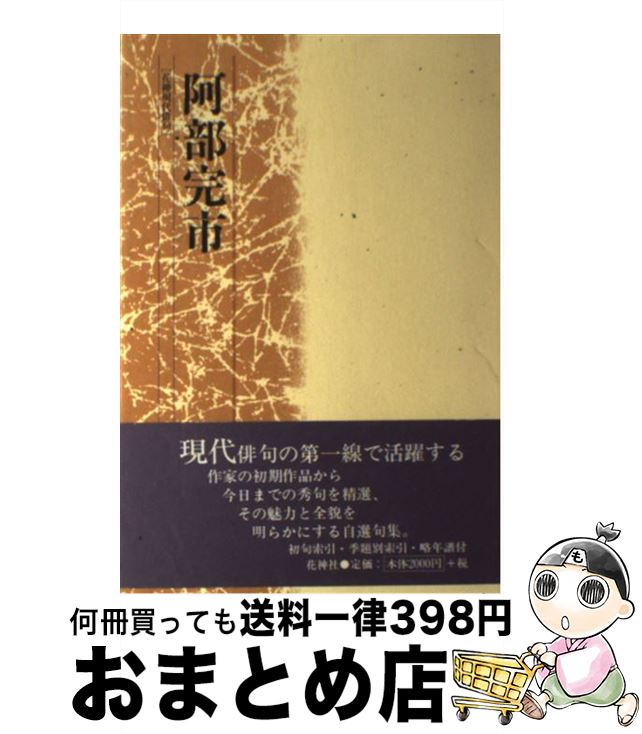 阿部完市
現代俳句の第一線で活躍する
作家の初期作品から
今日までの秀句を精選、
その魅力と全貌を
明らかにする自選句集。
初句索引・季題別索引・略年譜付
花神社●定価：本体2000円＋税
も
何冊買っても送料一律398円
おまとめ店